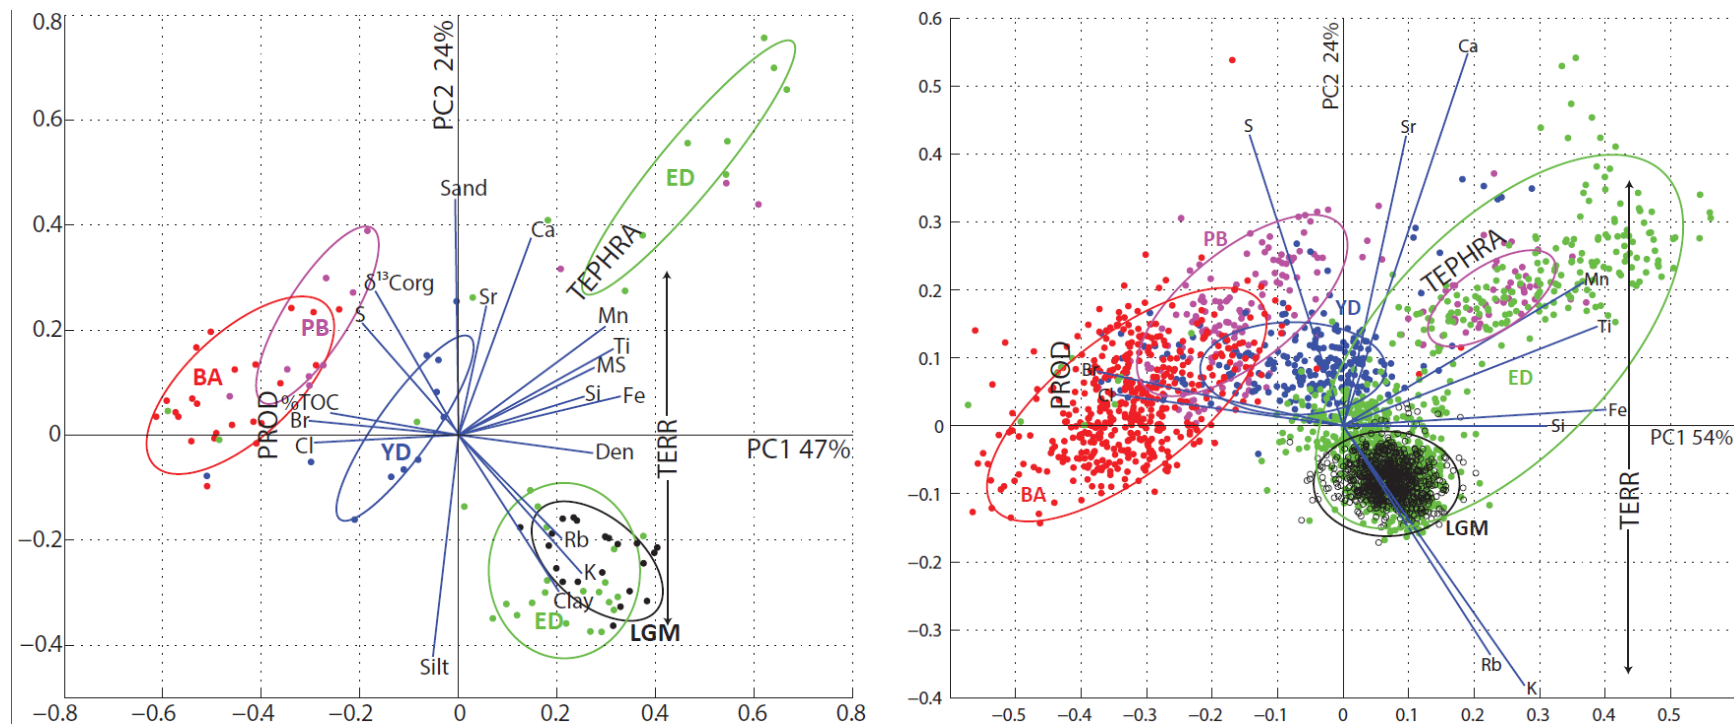 0.8
0.6
0.4
0.2
0
−0.2
−0.4
−0.8
−0.6
−0.4
−0.2
0
0.2
0.4
0.6
0.8
PC2 24%
PC1 47%
ED
TEPHRA
Sand
Ca
δ¹³Corg
Sr
S
Mn
PB
Ti
MS
BA
Si
Fe
%TOC
Br
PROD
Cl
YD
Den
TERR
Rb
K
Clay
ED
LGM
Silt
0.6
0.5
0.4
0.3
0.2
0.1
0
−0.1
−0.2
−0.3
−0.4
−0.5
−0.4
−0.3
−0.2
−0.1
0
0.1
0.2
0.3
0.4
0.5
PC2 24%
PC1 54%
Ca
S
Sr
PB
TEPHRA
Mn
YD
Ti
PROD
Br
Cl
ED
Fe
Si
BA
LGM
TERR
Rb
K